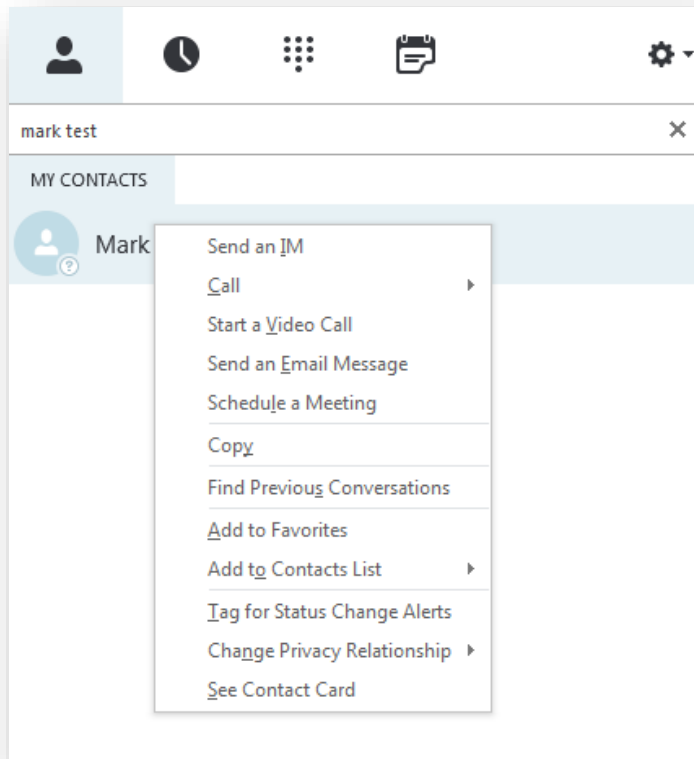 mark test
MY CONTACTS
Mark
Send an IM
Call
Start a Video Call
Send an Email Message
Schedule a Meeting
Copy
Find Previous Conversations
Add to Favorites
Add to Contacts List
Tag for Status Change Alerts
Change Privacy Relationship
See Contact Card